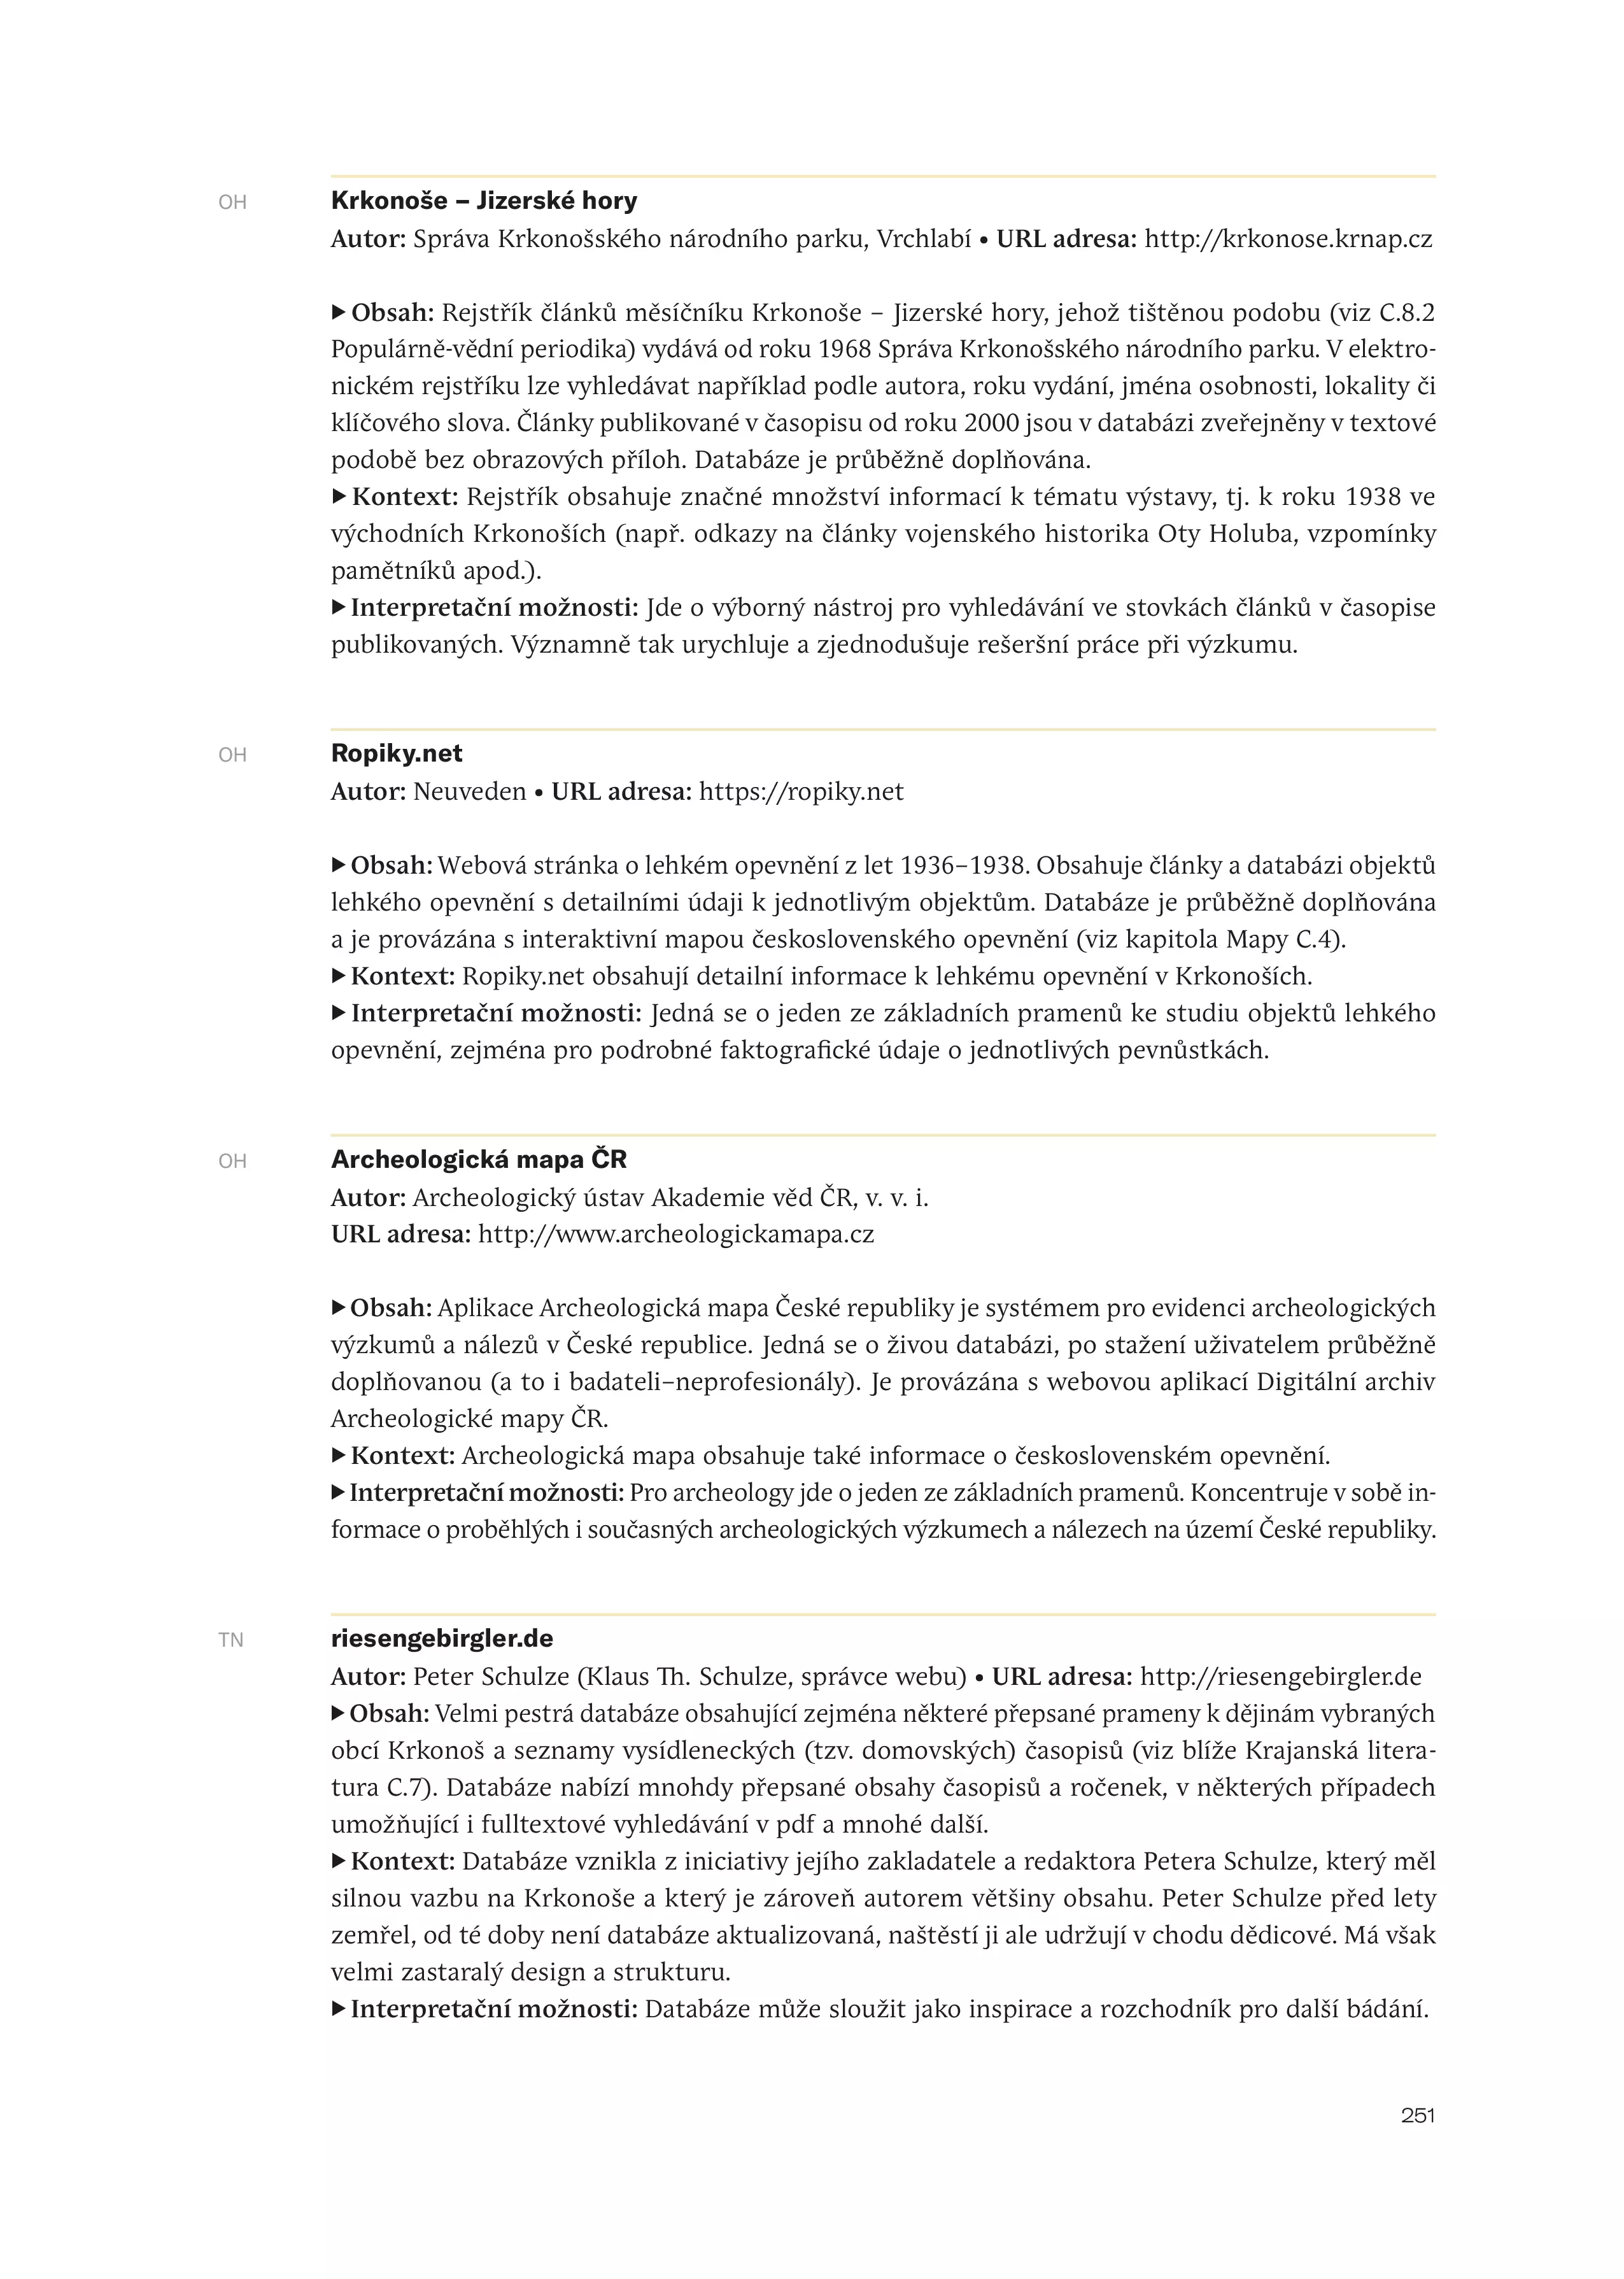 OH
Krkonoše – Jizerské hory
Autor: Správa Krkonošského národního parku, Vrchlabí • URL adresa: http://krkonose.krnap.cz
▶ Obsah: Rejstřík článků měsíčníku Krkonoše – Jizerské hory, jehož tištěnou podobu (viz C.8.2
Populárně-vědní periodika) vydává od roku 1968 Správa Krkonošského národního parku. V elektro-
nickém rejstříku lze vyhledávat například podle autora, roku vydání, jména osobnosti, lokality či
klíčového slova. Články publikované v časopisu od roku 2000 jsou v databázi zveřejněny v textové
podobě bez obrazových příloh. Databáze je průběžně doplňována.
▶ Kontext: Rejstřík obsahuje značné množství informací k tématu výstavy, tj. k roku 1938 ve
východních Krkonoších (např. odkazy na články vojenského historika Oty Holuba, vzpomínky
pamětníků apod.).
▶ Interpretační možnosti: Jde o výborný nástroj pro vyhledávání ve stovkách článků v časopise
publikovaných. Významně tak urychluje a zjednodušuje rešeršní práce při výzkumu.
OH
Ropiky.net
Autor: Neuveden • URL adresa: https://ropiky.net
▶ Obsah: Webová stránka o lehkém opevnění z let 1936–1938. Obsahuje články a databázi objektů
lehkého opevnění s detailními údaji k jednotlivým objektům. Databáze je průběžně doplňována
a je provázána s interaktivní mapou československého opevnění (viz kapitola Mapy C.4).
▶ Kontext: Ropiky.net obsahují detailní informace k lehkému opevnění v Krkonoších.
▶ Interpretační možnosti: Jedná se o jeden ze základních pramenů ke studiu objektů lehkého
opevnění, zejména pro podrobné faktografické údaje o jednotlivých pevnůstkách.
OH
Archeologická mapa ČR
Autor: Archeologický ústav Akademie věd ČR, v. v. i.
URL adresa: http://www.archeologickamapa.cz
▶ Obsah: Aplikace Archeologická mapa České republiky je systémem pro evidenci archeologických
výzkumů a nálezů v České republice. Jedná se o živou databázi, po stažení uživatelem průběžně
doplňovanou (a to i badateli–neprofesionály). Je provázána s webovou aplikací Digitální archiv
Archeologické mapy ČR.
▶ Kontext: Archeologická mapa obsahuje také informace o československém opevnění.
▶ Interpretační možnosti: Pro archeology jde o jeden ze základních pramenů. Koncentruje v sobě in-
formace o proběhlých i současných archeologických výzkumech a nálezech na území České republiky.
TN
riesengebirgler.de
Autor: Peter Schulze (Klaus Th. Schulze, správce webu) • URL adresa: http://riesengebirgler.de
▶ Obsah: Velmi pestrá databáze obsahující zejména některé přepsané prameny k dějinám vybraných
obcí Krkonoš a seznamy vysídleneckých (tzv. domovských) časopisů (viz blíže Krajanská litera-
tura C.7). Databáze nabízí mnohdy přepsané obsahy časopisů a ročenek, v některých případech
umožňující i fulltextové vyhledávání v pdf a mnohé další.
▶ Kontext: Databáze vznikla z iniciativy jejího zakladatele a redaktora Petera Schulze, který měl
silnou vazbu na Krkonoše a který je zároveň autorem většiny obsahu. Peter Schulze před lety
zemřel, od té doby není databáze aktualizovaná, naštěstí ji ale udržují v chodu dědicové. Má však
velmi zastaralý design a strukturu.
▶ Interpretační možnosti: Databáze může sloužit jako inspirace a rozchodník pro další bádání.
251